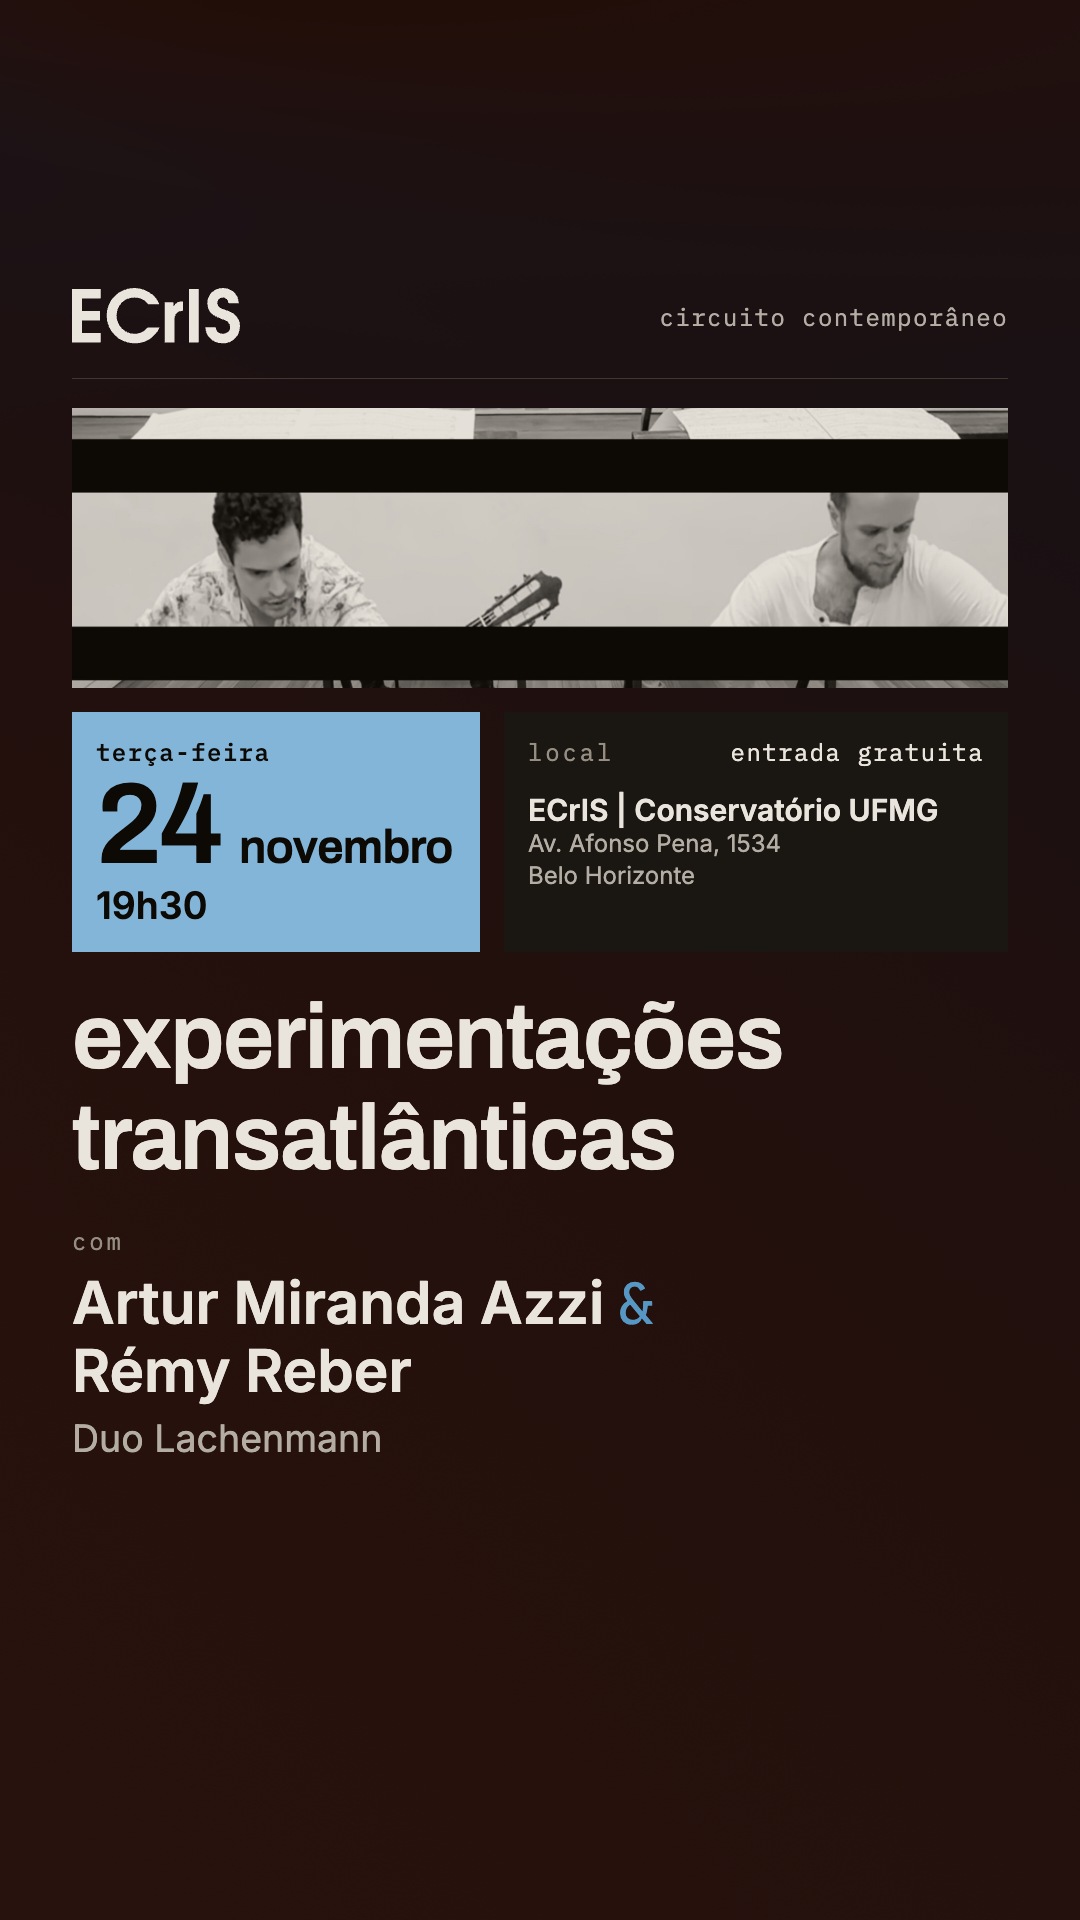 ECrIS
circuito contemporâneo
terça-feira
24 novembro
19h30
local
entrada gratuita
ECrIS | Conservatório UFMG
Av. Afonso Pena, 1534
Belo Horizonte
experimentações
transatlânticas
com
Artur Miranda Azzi &
Rémy Reber
Duo Lachenmann